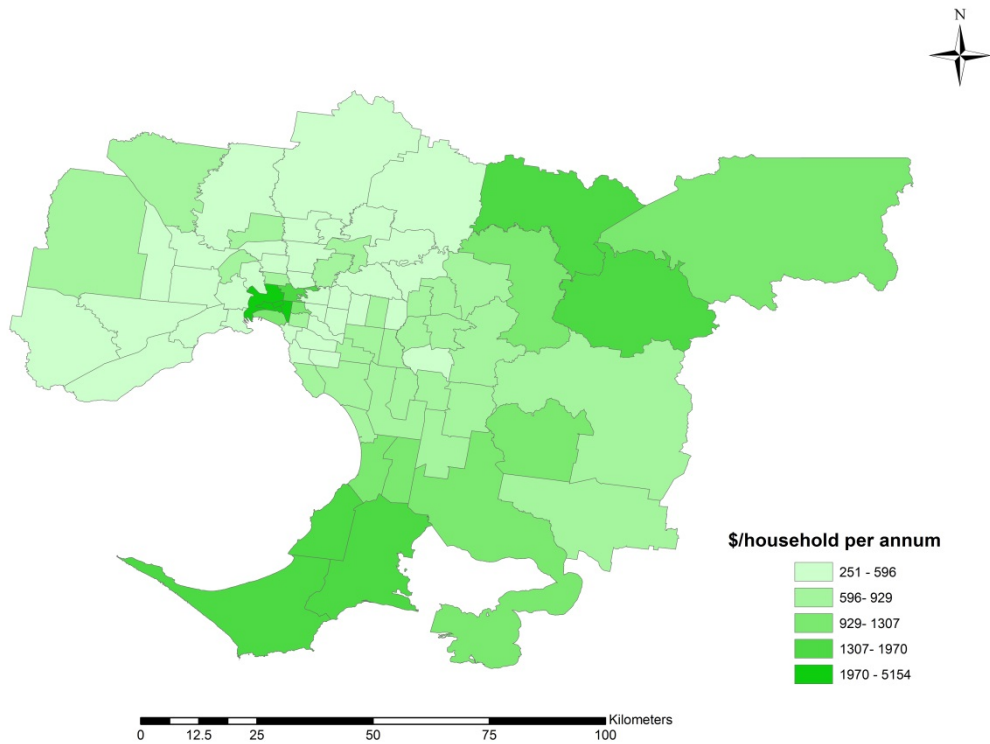 N
$/household per annum
251 - 596
596- 929
929- 1307
1307- 1970
1970 - 5154
Kilometers
0 12.5 25 50 75 100